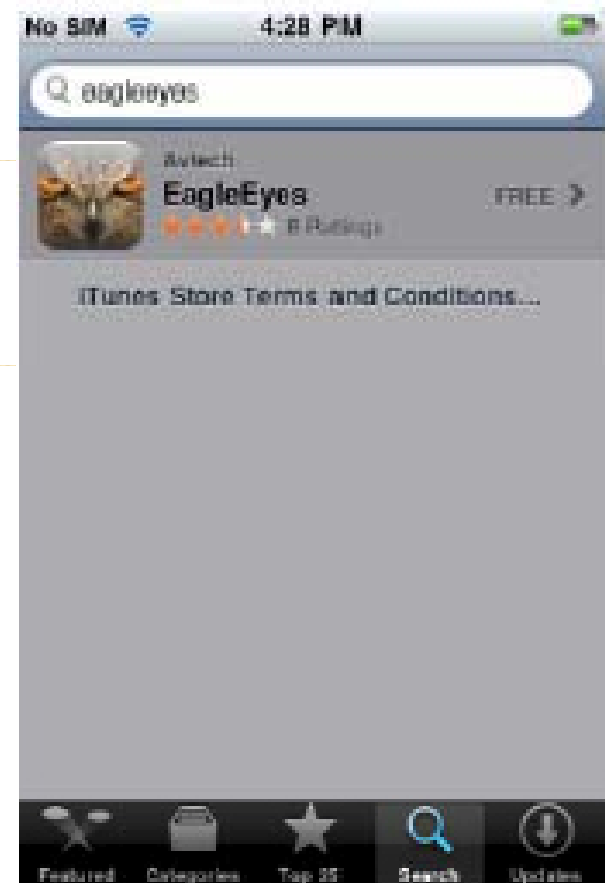 No SIM 4:28 PM
eagleeyes
Avtech
EagleEyes
FREE
Ratings
iTunes Store Terms and Conditions...
Featured Categories Top 25 Search Updates